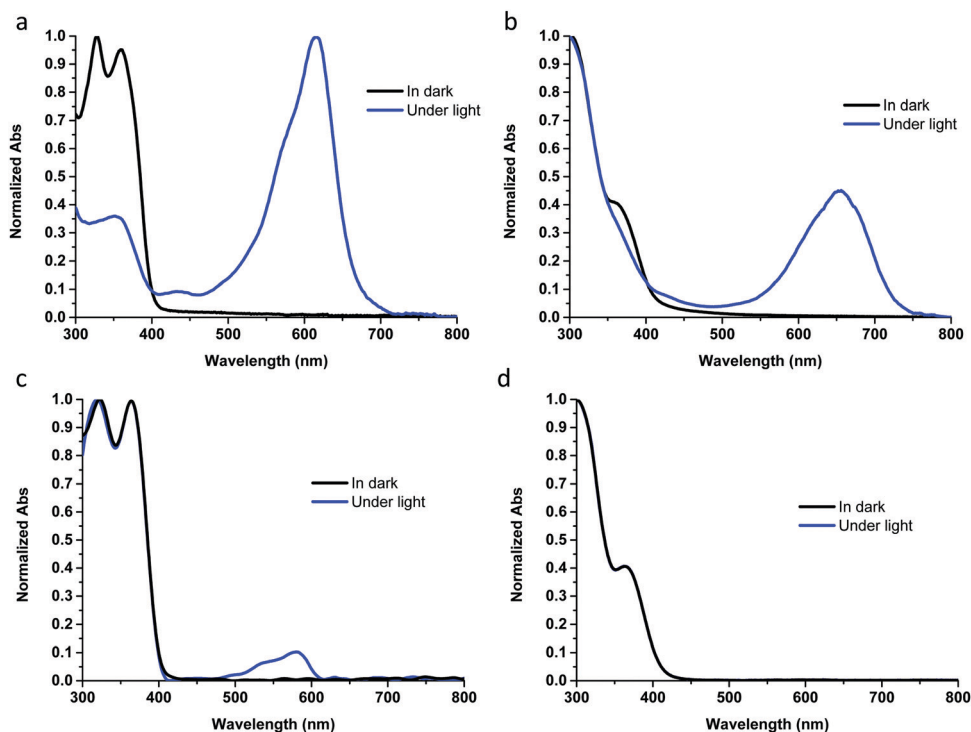 a
1.0
0.9
0.8
0.7
0.6
0.5
0.4
0.3
0.2
0.1
0.0
Normalized Abs
In dark
Under light
300 400 500 600 700 800
Wavelength (nm)
b
1.0
0.9
0.8
0.7
0.6
0.5
0.4
0.3
0.2
0.1
0.0
Normalized Abs
In dark
Under light
300 400 500 600 700 800
Wavelength (nm)
c
1.0
0.9
0.8
0.7
0.6
0.5
0.4
0.3
0.2
0.1
0.0
Normalized Abs
In dark
Under light
300 400 500 600 700 800
Wavelength (nm)
d
1.0
0.9
0.8
0.7
0.6
0.5
0.4
0.3
0.2
0.1
0.0
Normalized Abs
In dark
Under light
300 400 500 600 700 800
Wavelength (nm)